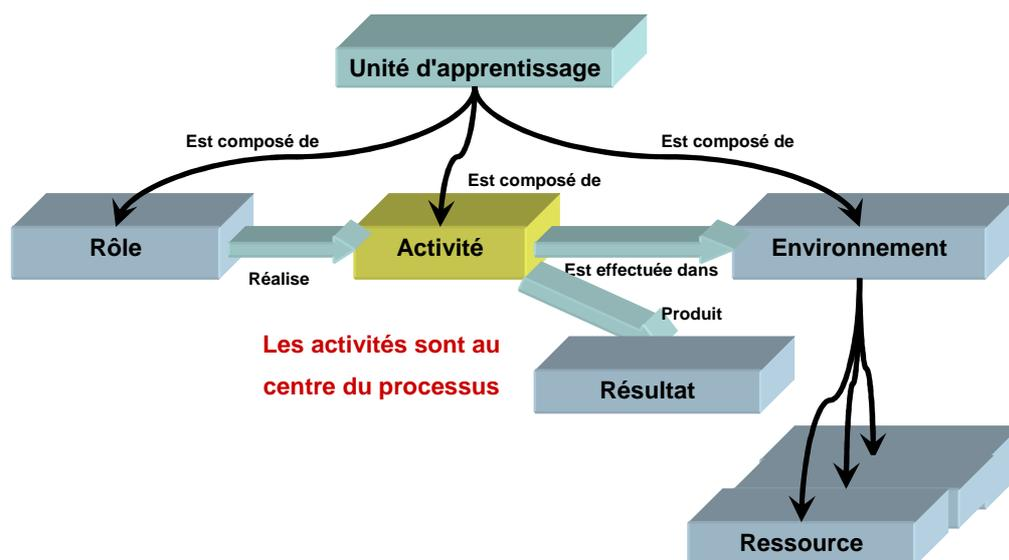 Unité d'apprentissage
Est composé de
Est composé de
Est composé de
Rôle
Activité
Environnement
Réalise
Est effectuée dans
Produit
Les activités sont au
centre du processus
Résultat
Ressource